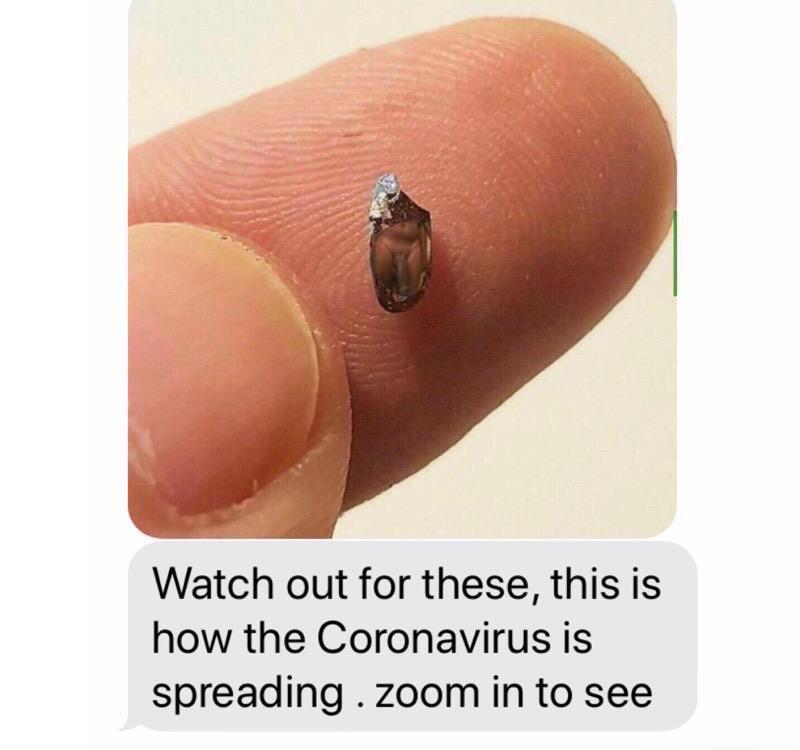 Watch out for these, this is
how the Coronavirus is
spreading . zoom in to see